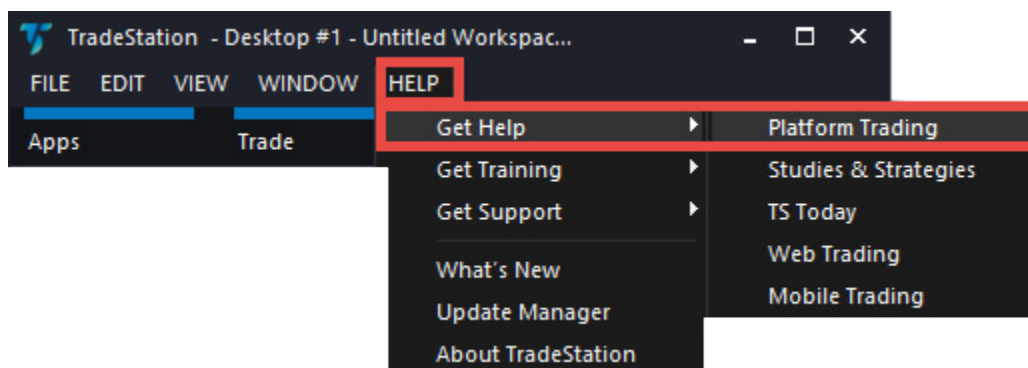 TradeStation - Desktop #1 - Untitled Workspac...
FILE EDIT VIEW WINDOW HELP
Apps Trade Get Help Platform Trading
Get Training Studies & Strategies
Get Support TS Today
Web Trading
What's New
Mobile Trading
Update Manager
About TradeStation